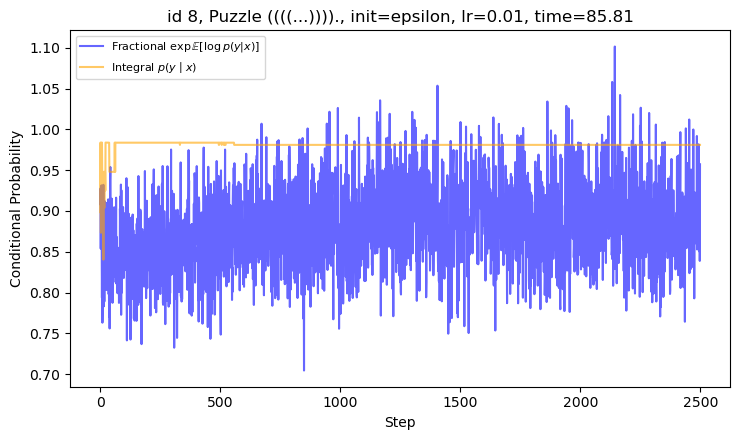 id 8, Puzzle ((((...))))., init=epsilon, lr=0.01, time=85.81
Fractional exp𝔼[log p(y|x)]
Integral p(y | x)
Conditional Probability
1.10
1.05
1.00
0.95
0.90
0.85
0.80
0.75
0.70
0 500 1000 1500 2000 2500
Step